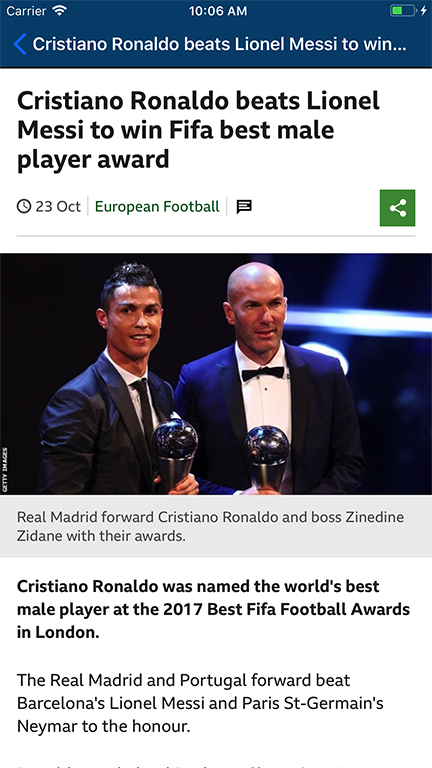 Carrier 10:06 AM
Cristiano Ronaldo beats Lionel Messi to win...
Cristiano Ronaldo beats Lionel
Messi to win Fifa best male
player award
23 Oct European Football
GETTY IMAGES
Real Madrid forward Cristiano Ronaldo and boss Zinedine
Zidane with their awards.
Cristiano Ronaldo was named the world's best
male player at the 2017 Best Fifa Football Awards
in London.
The Real Madrid and Portugal forward beat
Barcelona's Lionel Messi and Paris St-Germain's
Neymar to the honour.